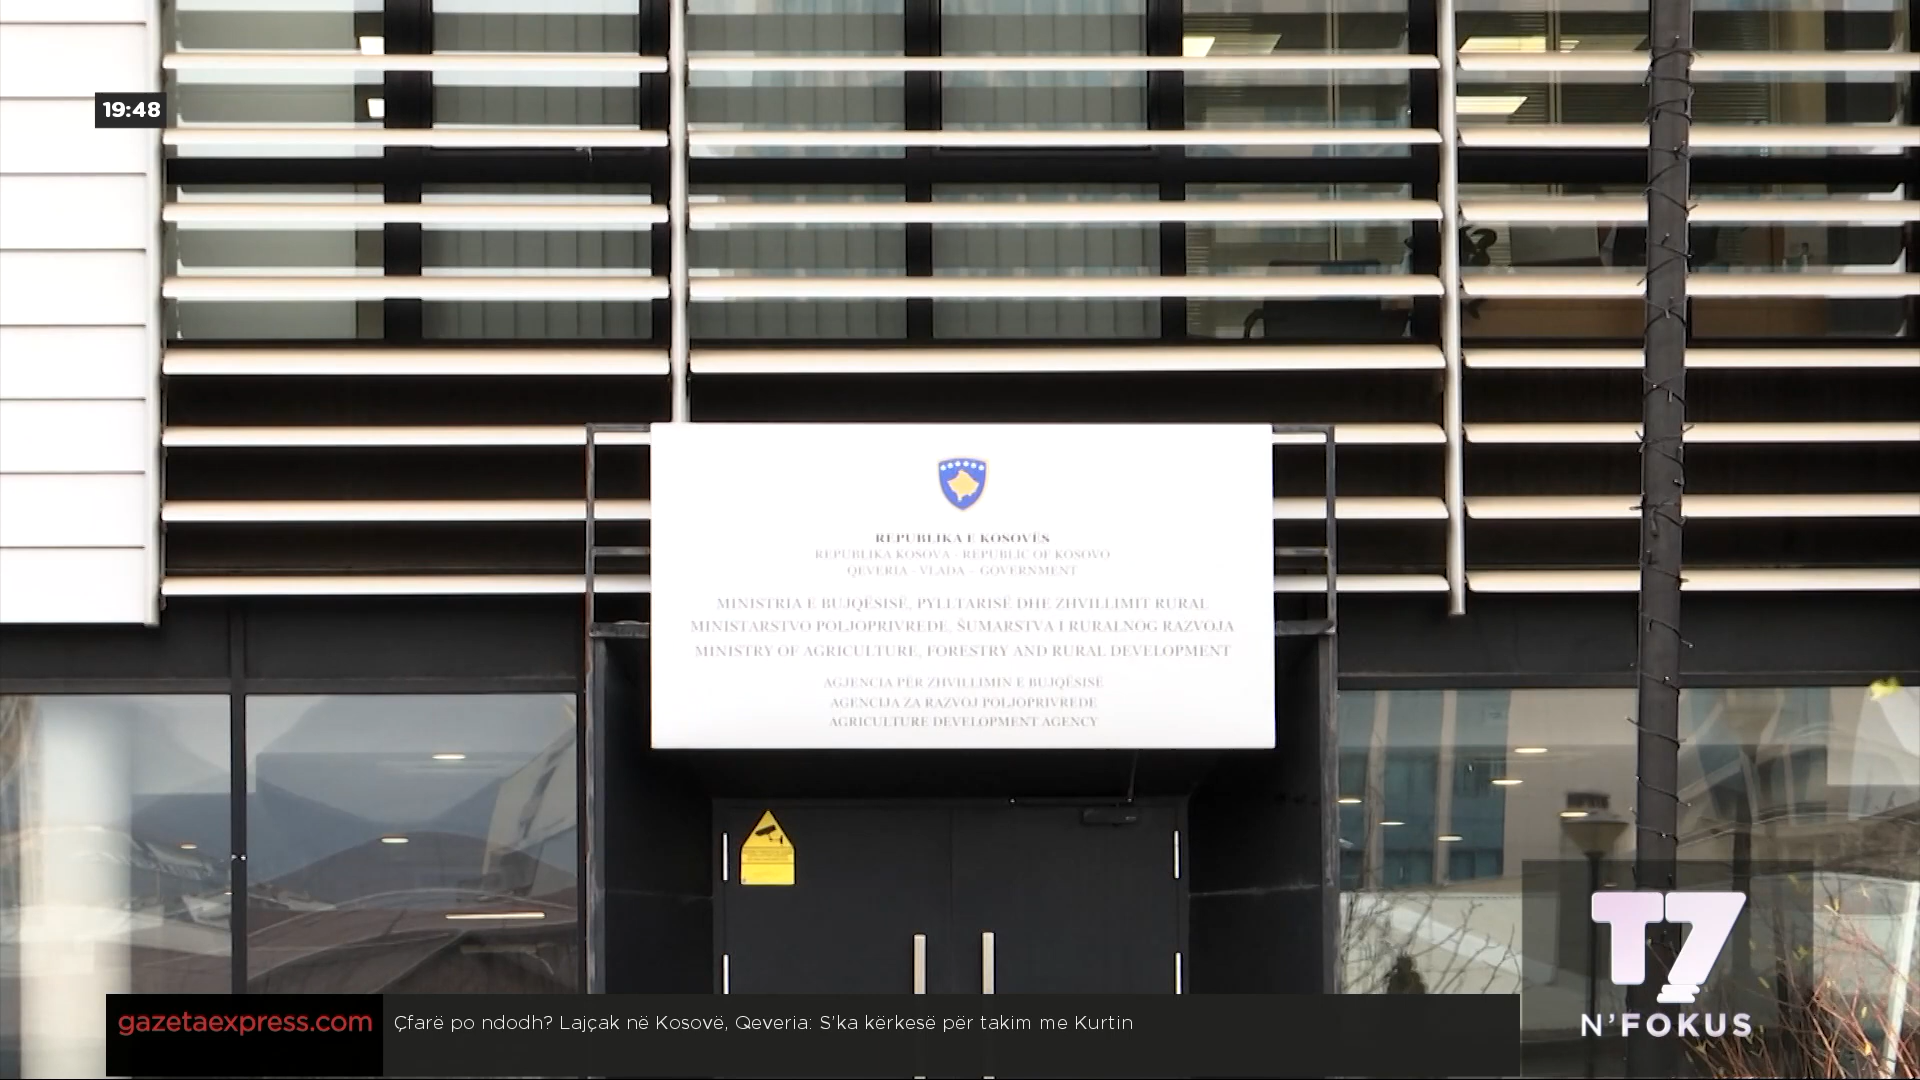 19:48
REPUBLIKA E KOSOVËS
REPUBLIKA KOSOVA - REPUBLIC OF KOSOVO
QEVERIA - VLADA - GOVERNMENT
MINISTRIA E BUJQËSISË, PYLLTARISË DHE ZHVILLIMIT RURAL
MINISTARSTVO POLJOPRIVREDE, ŠUMARSTVA I RURALNOG RAZVOJA
MINISTRY OF AGRICULTURE, FORESTRY AND RURAL DEVELOPMENT
AGJENCIA PËR ZHVILLIMIN E BUJQËSISË
AGENCIJA ZA RAZVOJ POLJOPRIVREDE
AGRICULTURE DEVELOPMENT AGENCY
T7
N'FOKUS
gazetaexpress.com Çfarë po ndodh? Lajçak në Kosovë, Qeveria: S'ka kërkesë për takim me Kurtin